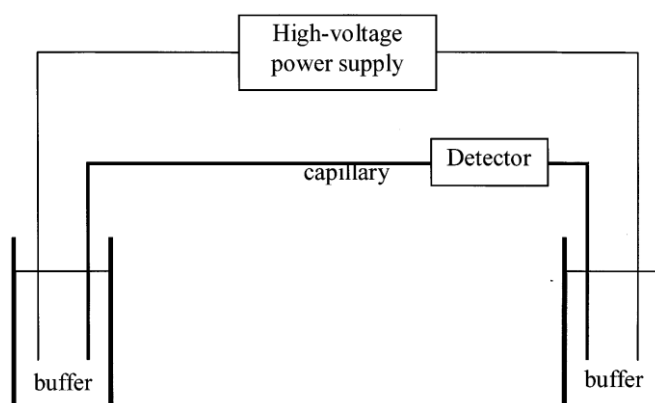 High-voltage
power supply
Detector
capillary
buffer
buffer